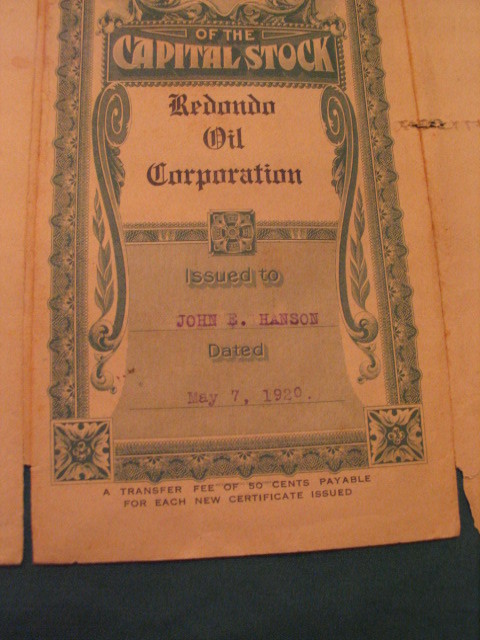 OF THE
CAPITAL STOCK
Redondo
Oil
Corporation
Issued to
JOHN E. HANSON
Dated
May 7, 1920.
A TRANSFER FEE OF 50 CENTS PAYABLE
FOR EACH NEW CERTIFICATE ISSUED